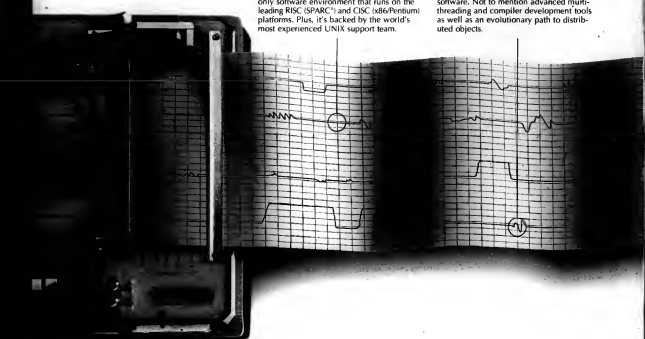 only software environment that runs on the
leading RISC (SPARC®) and CISC (x86/Pentium)
platforms. Plus, it's backed by the world's
most experienced UNIX support team.
software. Not to mention advanced multi-
threading and compiler development tools
as well as an evolutionary path to distrib-
uted objects.